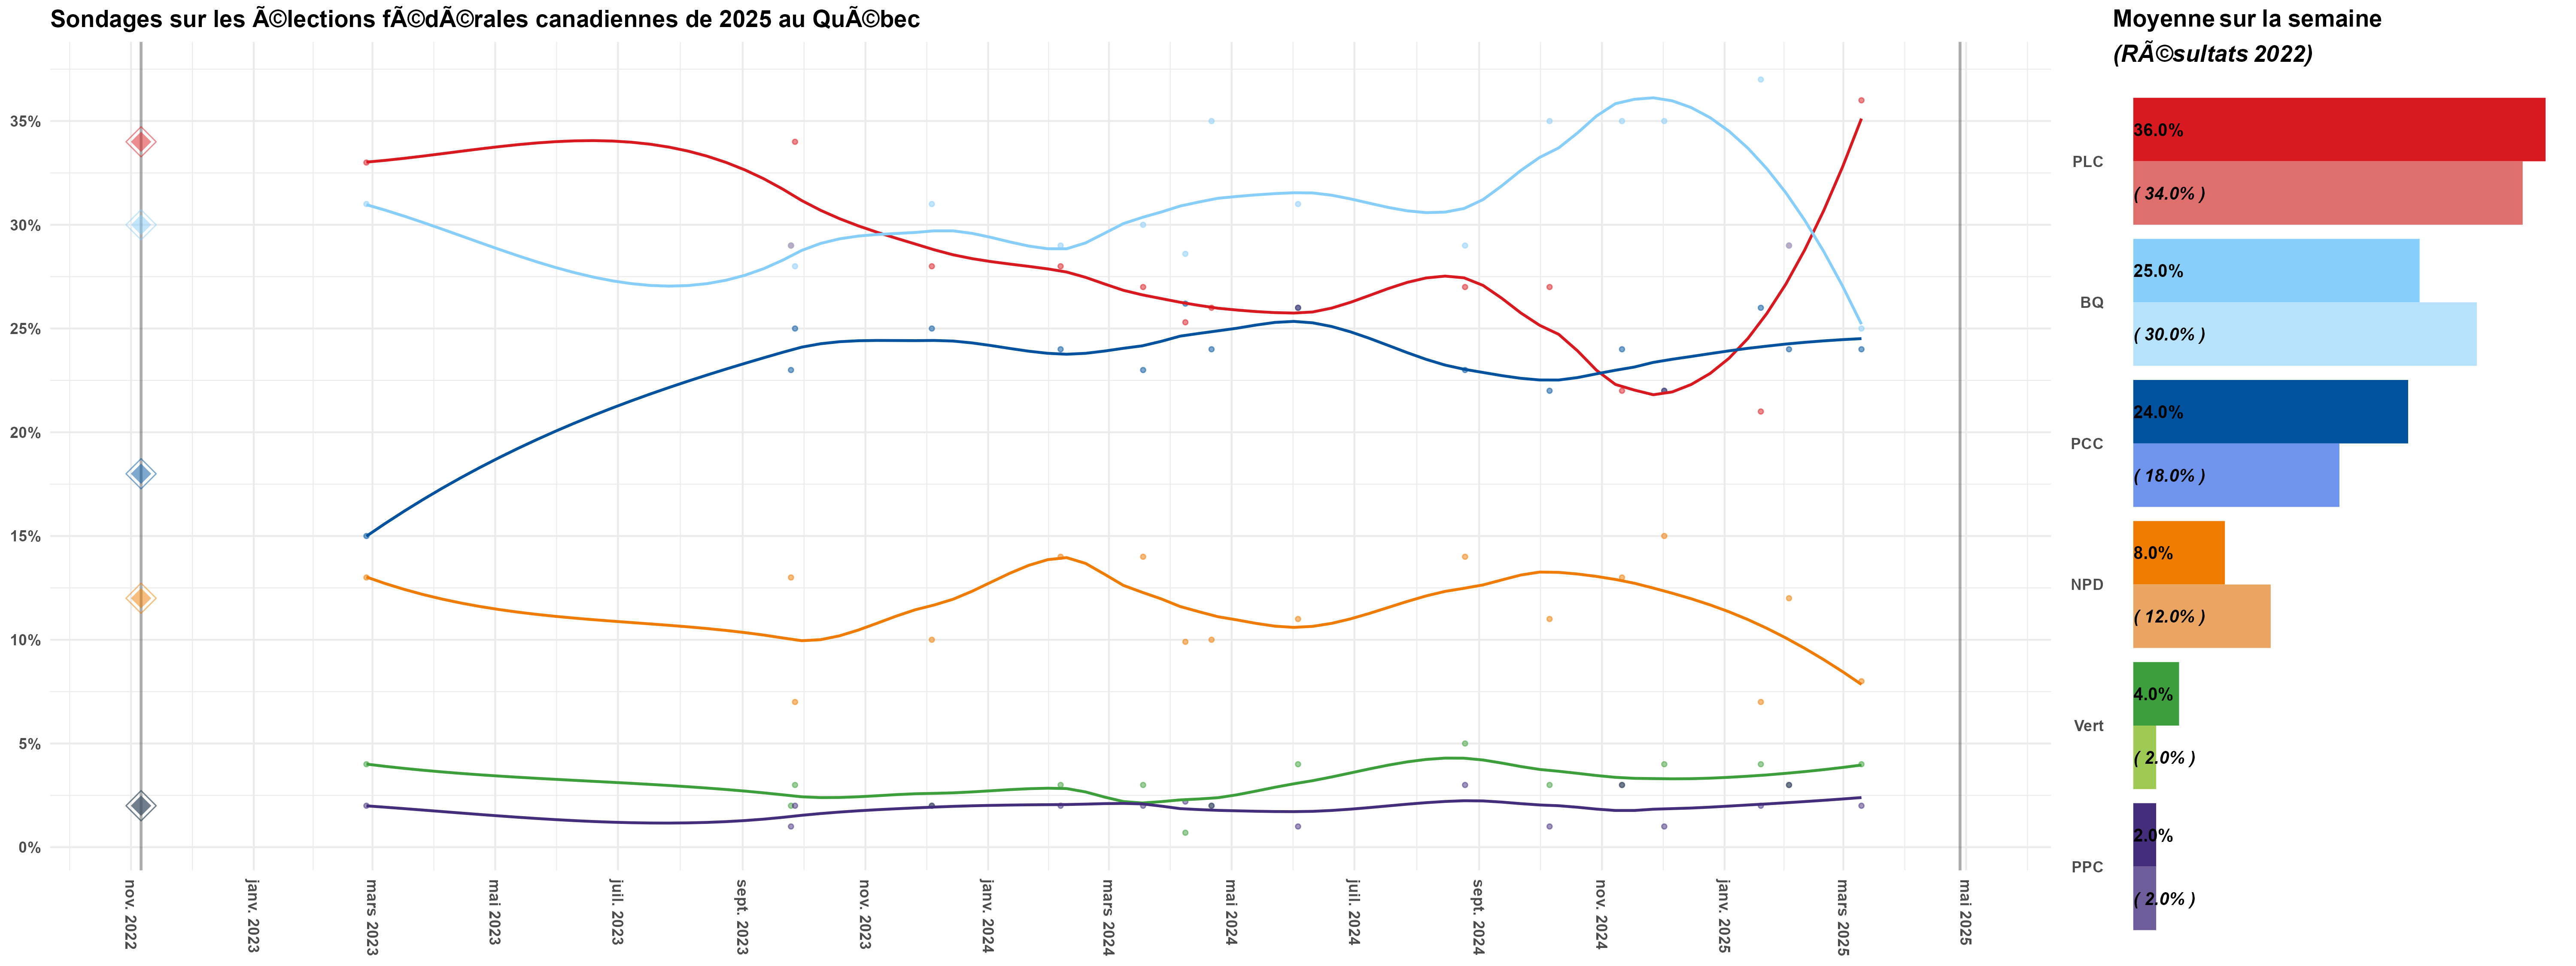 Sondages sur les Ã©lections fÃ©dÃ©rales canadiennes de 2025 au QuÃ©bec
35%
30%
25%
20%
15%
10%
5%
0%
nov. 2022
janv. 2023
mars 2023
mai 2023
juil. 2023
sept. 2023
nov. 2023
janv. 2024
mars 2024
mai 2024
juil. 2024
sept. 2024
nov. 2024
janv. 2025
mars 2025
mai 2025
Moyenne sur la semaine
(RÃ©sultats 2022)
PLC
36.0%
( 34.0% )
BQ
25.0%
( 30.0% )
PCC
24.0%
( 18.0% )
NPD
8.0%
( 12.0% )
Vert
4.0%
( 2.0% )
PPC
2.0%
( 2.0% )